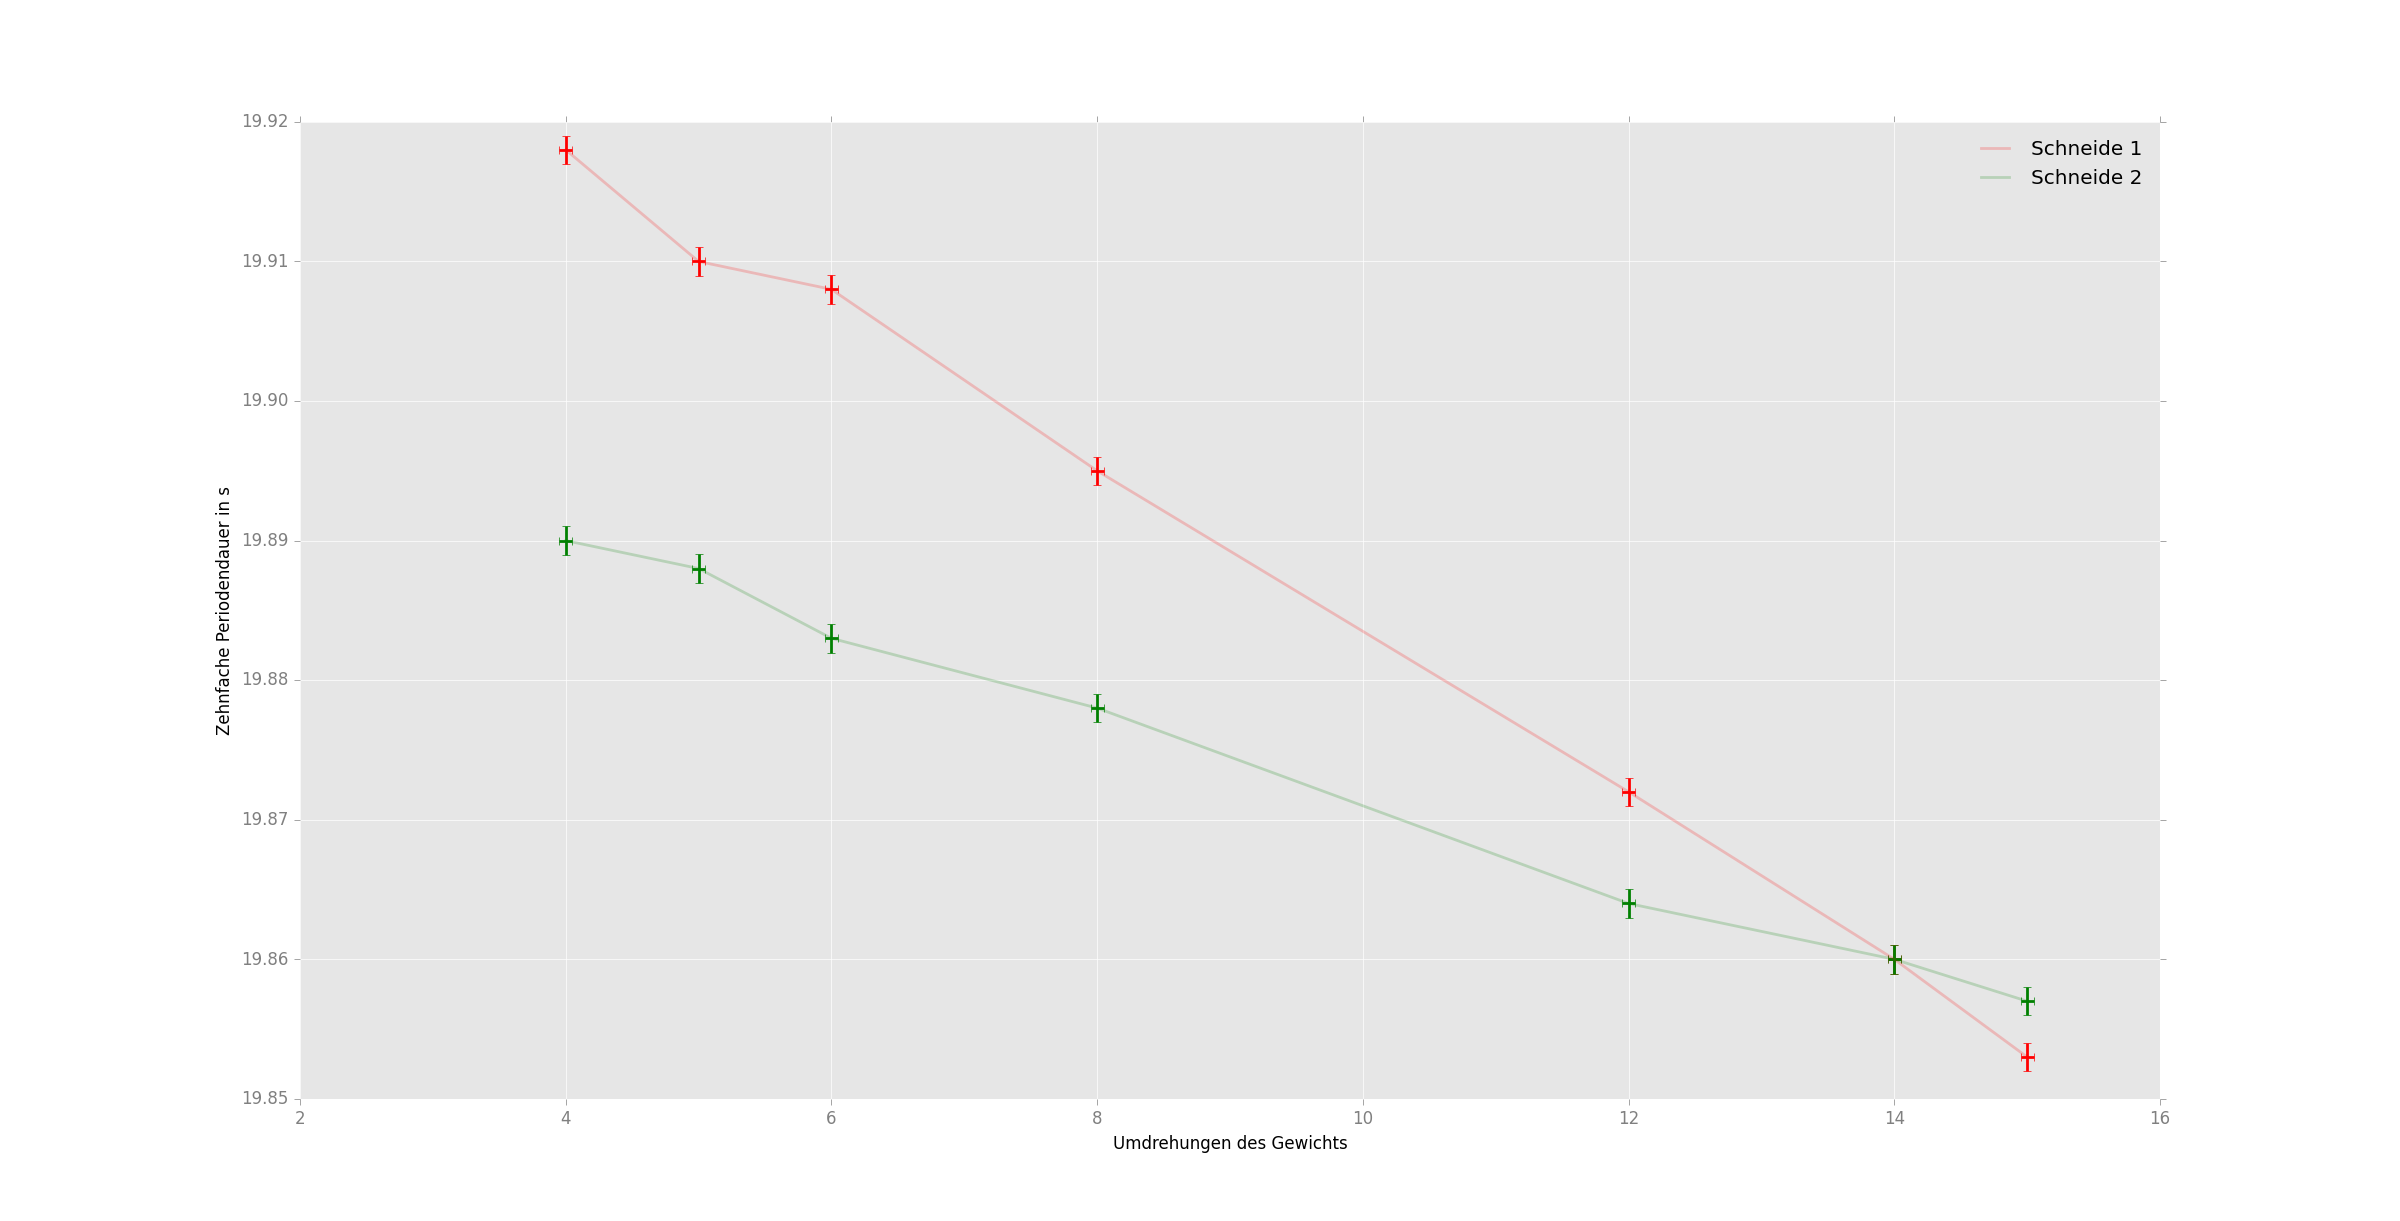 19.92
19.91
19.90
19.89
19.88
19.87
19.86
19.85
Zehnfache Periodendauer in s
Schneide 1
Schneide 2
2 4 6 8 10 12 14 16
Umdrehungen des Gewichts